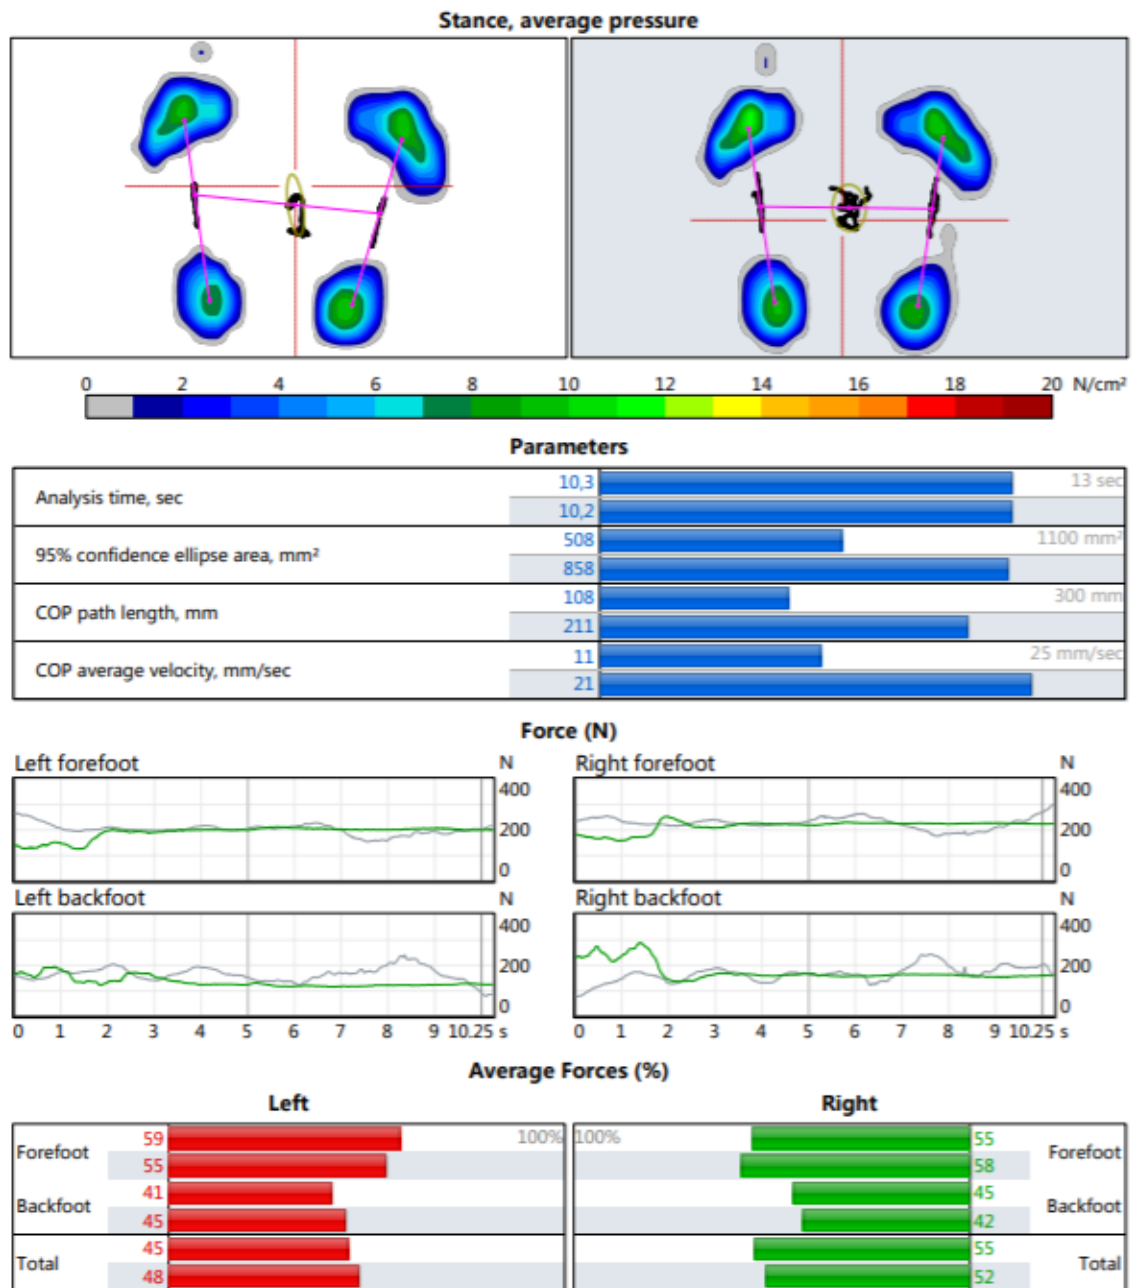 Stance, average pressure
0 2 4 6 8 10 12 14 16 18 20 N/cm²
Parameters
Analysis time, sec 10,3 13 sec
10,2
95% confidence ellipse area, mm² 508 1100 mm²
858
COP path length, mm 108 300 mm
211
COP average velocity, mm/sec 11 25 mm/sec
21
Force (N)
Left forefoot N Right forefoot N
400 400
200 200
0 0
Left backfoot N Right backfoot N
400 400
200 200
0 0
0 1 2 3 4 5 6 7 8 9 10.25 s 0 1 2 3 4 5 6 7 8 9 10.25 s
Average Forces (%)
Left Right
Forefoot 59 100% 100% 55 Forefoot
55 58
Backfoot 41 45 Backfoot
45 42
Total 45 55 Total
48 52